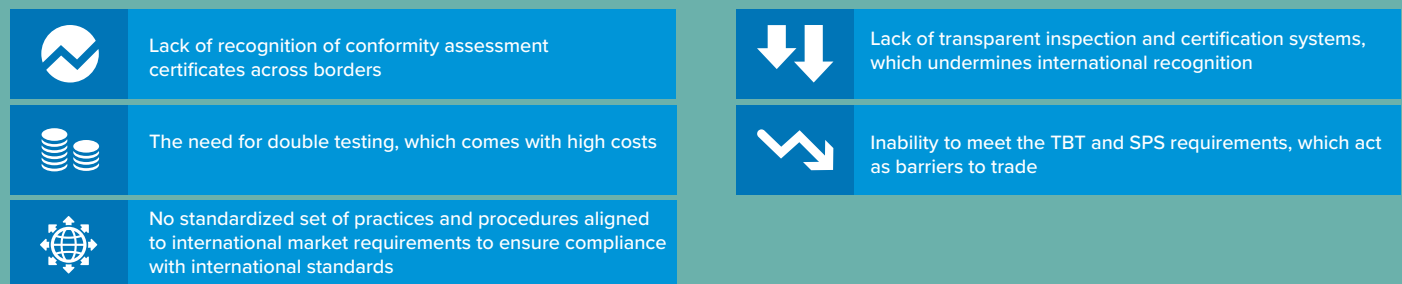 Lack of recognition of conformity assessment
certificates across borders
The need for double testing, which comes with high costs
No standardized set of practices and procedures aligned
to international market requirements to ensure compliance
with international standards
Lack of transparent inspection and certification systems,
which undermines international recognition
Inability to meet the TBT and SPS requirements, which act
as barriers to trade